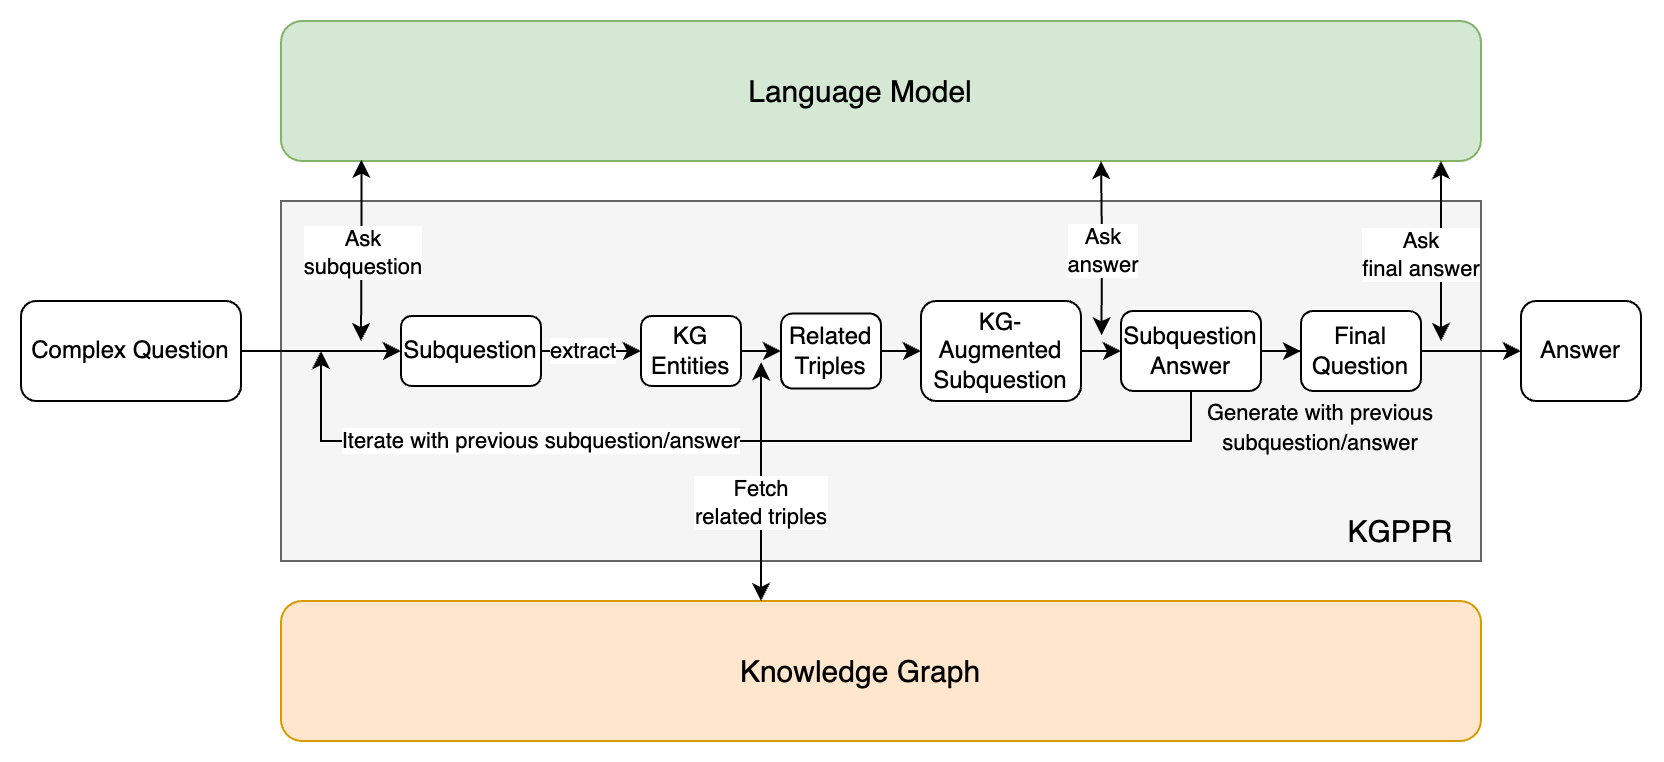 Language Model
Ask
subquestion
Ask
answer
Ask
final answer
Complex Question
Subquestion
extract
KG
Entities
Related
Triples
KG-
Augmented
Subquestion
Subquestion
Answer
Final
Question
Answer
Generate with previous
subquestion/answer
Iterate with previous subquestion/answer
Fetch
related triples
KGPPR
Knowledge Graph